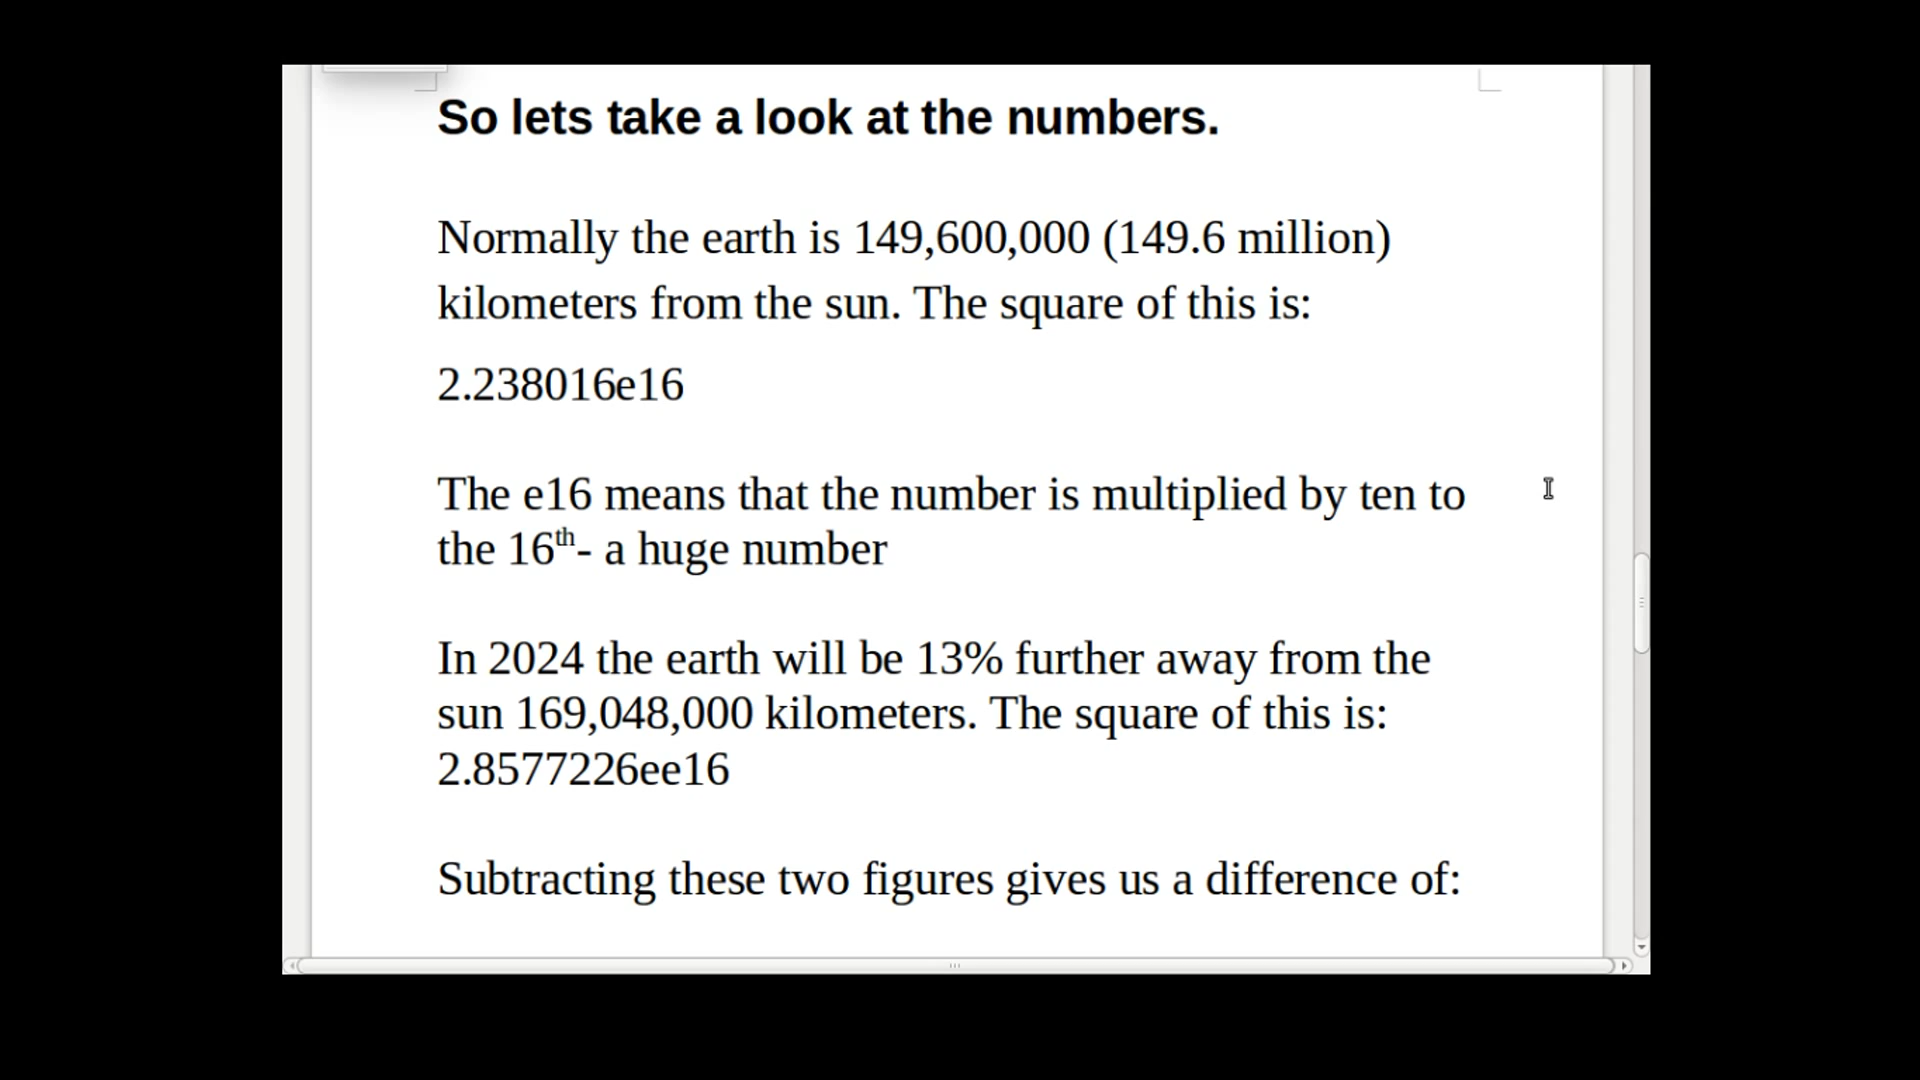 So lets take a look at the numbers.
Normally the earth is 149,600,000 (149.6 million)
kilometers from the sun. The square of this is:
2.238016e16
The e16 means that the number is multiplied by ten to
the 16th- a huge number
In 2024 the earth will be 13% further away from the
sun 169,048,000 kilometers. The square of this is:
2.8577226ee16
Subtracting these two figures gives us a difference of: